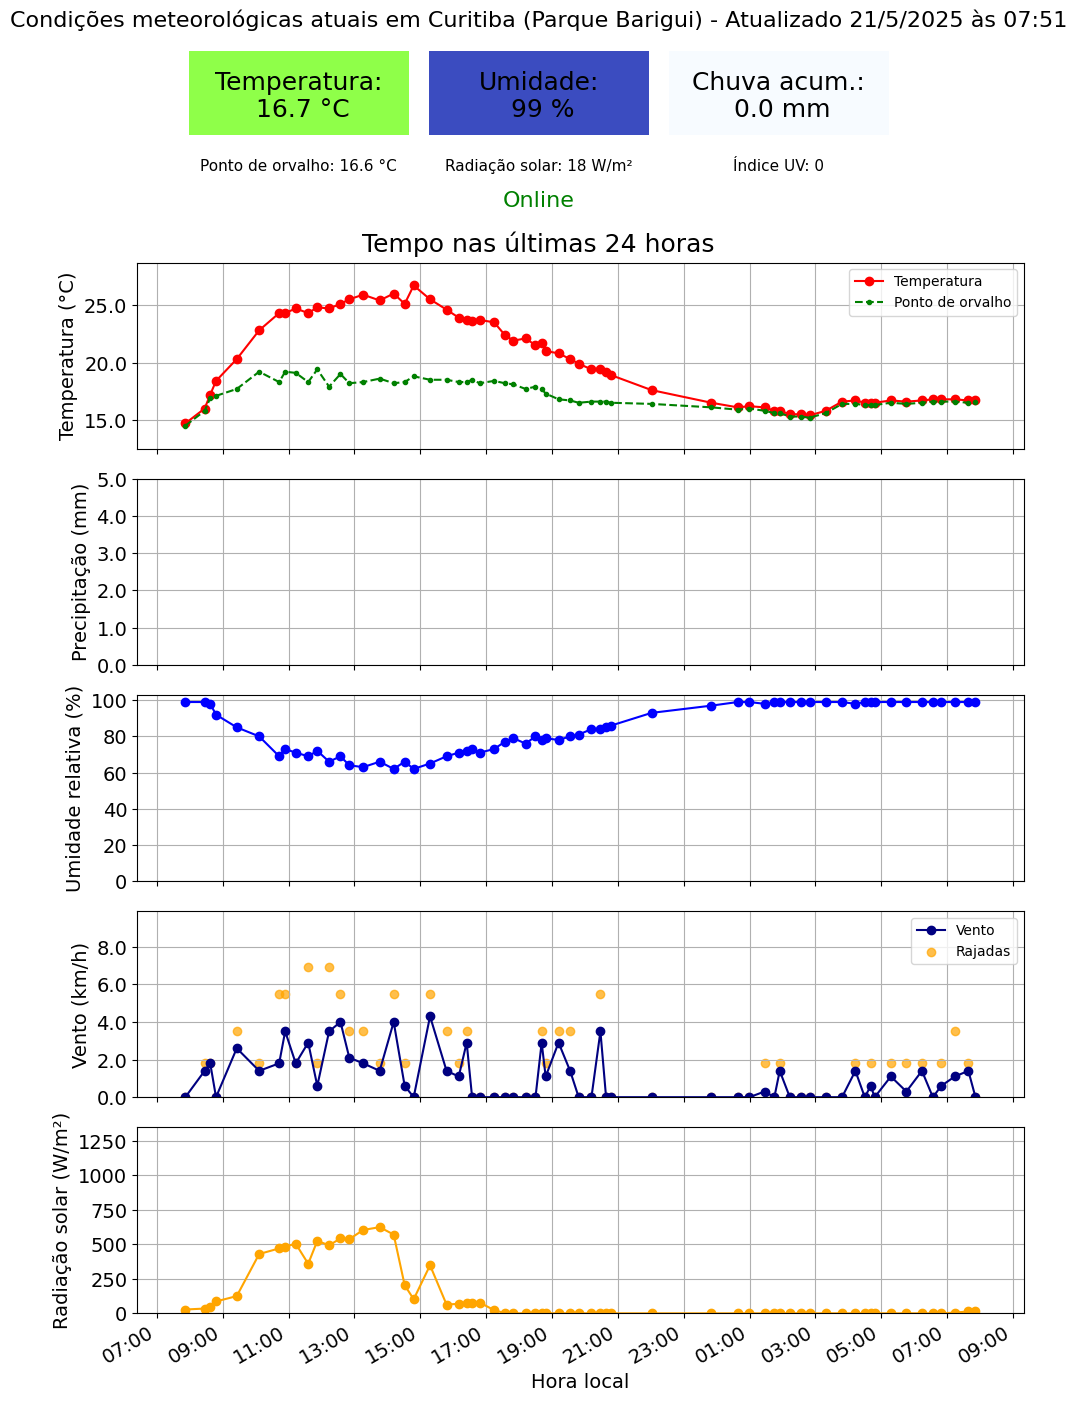 Condições meteorológicas atuais em Curitiba (Parque Barigui) - Atualizado 21/5/2025 às 07:51
Temperatura:
16.7 °C
Umidade:
99 %
Chuva acum.:
0.0 mm
Ponto de orvalho: 16.6 °C
Radiação solar: 18 W/m²
Índice UV: 0
Online
Tempo nas últimas 24 horas
Temperatura (°C)
25.0
20.0
15.0
Temperatura
Ponto de orvalho
Precipitação (mm)
5.0
4.0
3.0
2.0
1.0
0.0
Umidade relativa (%)
100
80
60
40
20
0
Vento (km/h)
8.0
6.0
4.0
2.0
0.0
Vento
Rajadas
Radiação solar (W/m²)
1250
1000
750
500
250
0
07:00
09:00
11:00
13:00
15:00
17:00
19:00
21:00
23:00
01:00
03:00
05:00
07:00
09:00
Hora local